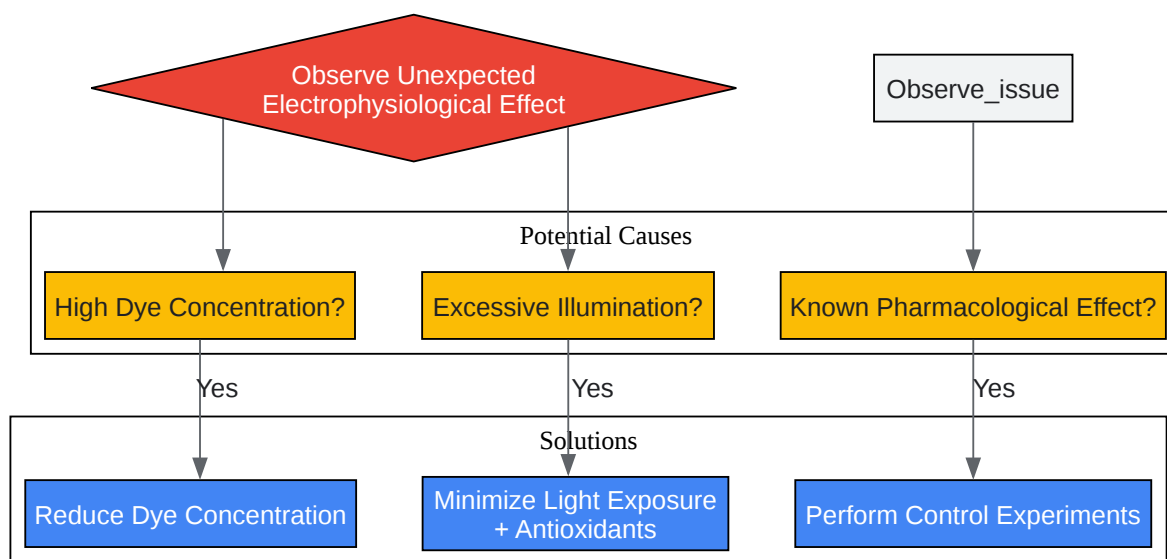 Observe Unexpected
Electrophysiological Effect
Observe_issue
Potential Causes
High Dye Concentration?
Excessive Illumination?
Known Pharmacological Effect?
Yes
Yes
Yes
Solutions
Reduce Dye Concentration
Minimize Light Exposure
+ Antioxidants
Perform Control Experiments